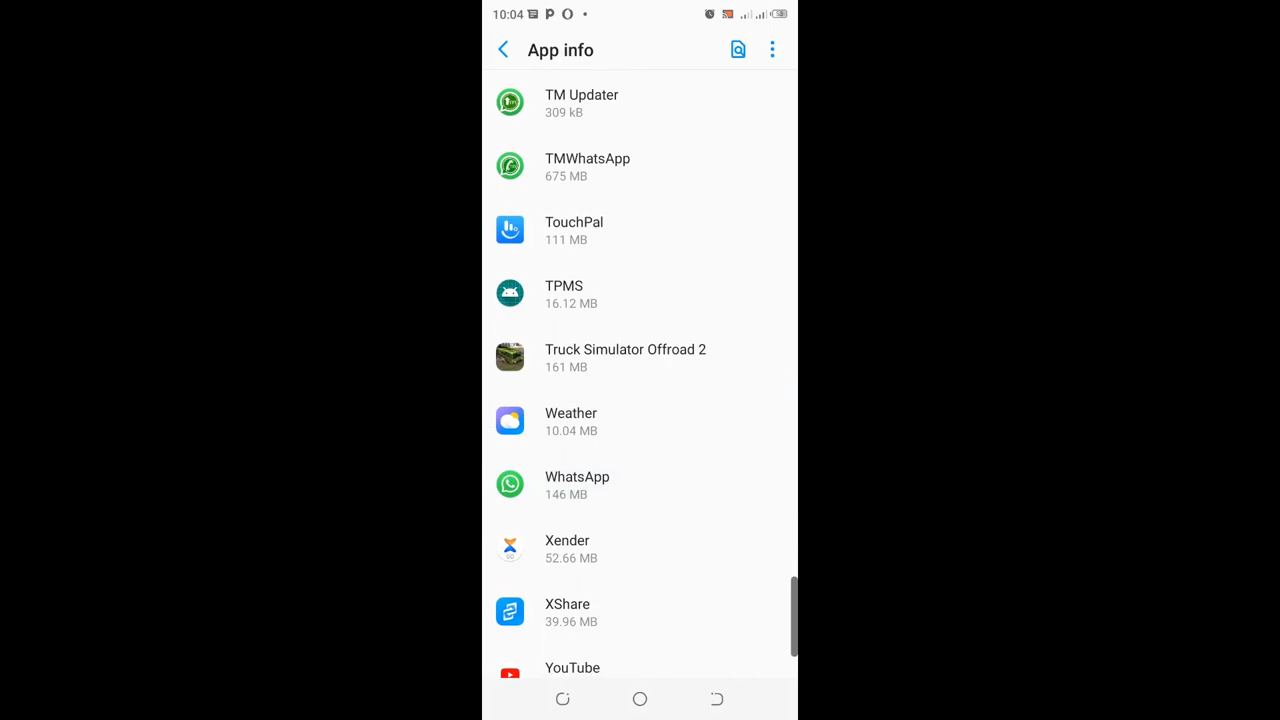 10:04
App info
TM Updater
309 kB
TMWhatsApp
675 MB
TouchPal
111 MB
TPMS
16.12 MB
Truck Simulator Offroad 2
161 MB
Weather
10.04 MB
WhatsApp
146 MB
Xender
52.66 MB
XShare
39.96 MB
YouTube